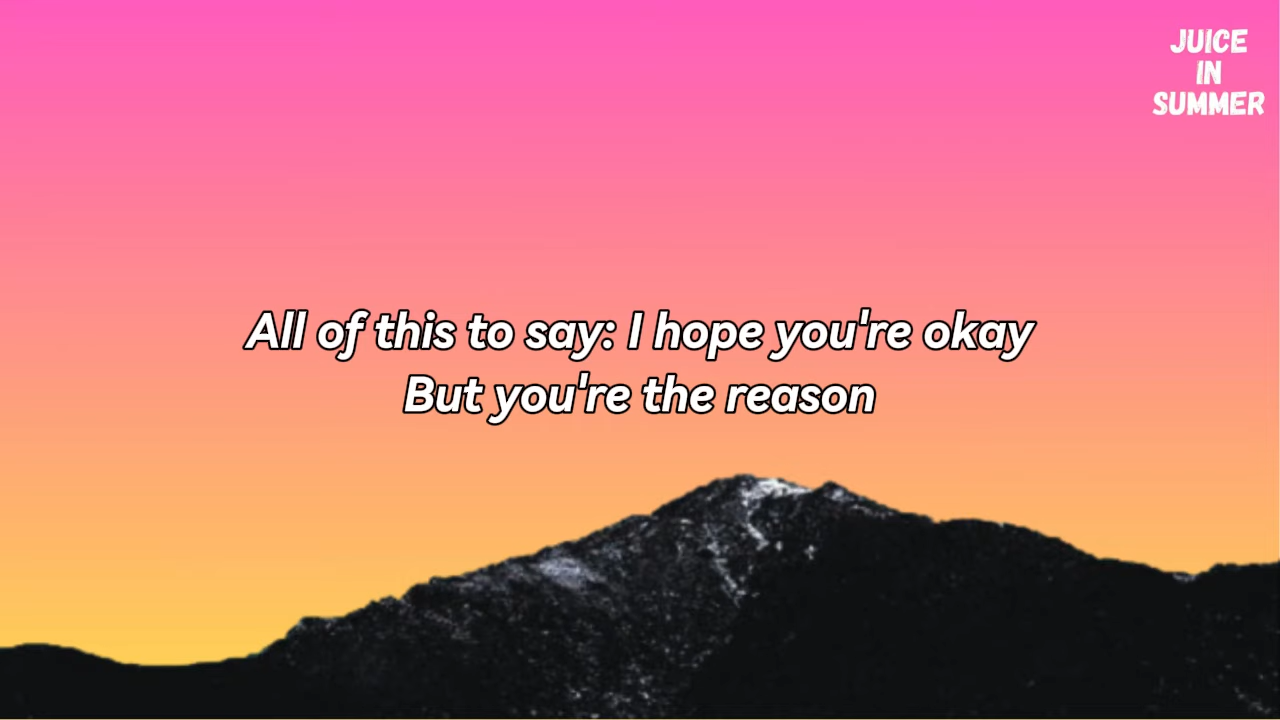 JUICE
IN
SUMMER
All of this to say: I hope you're okay
But you're the reason